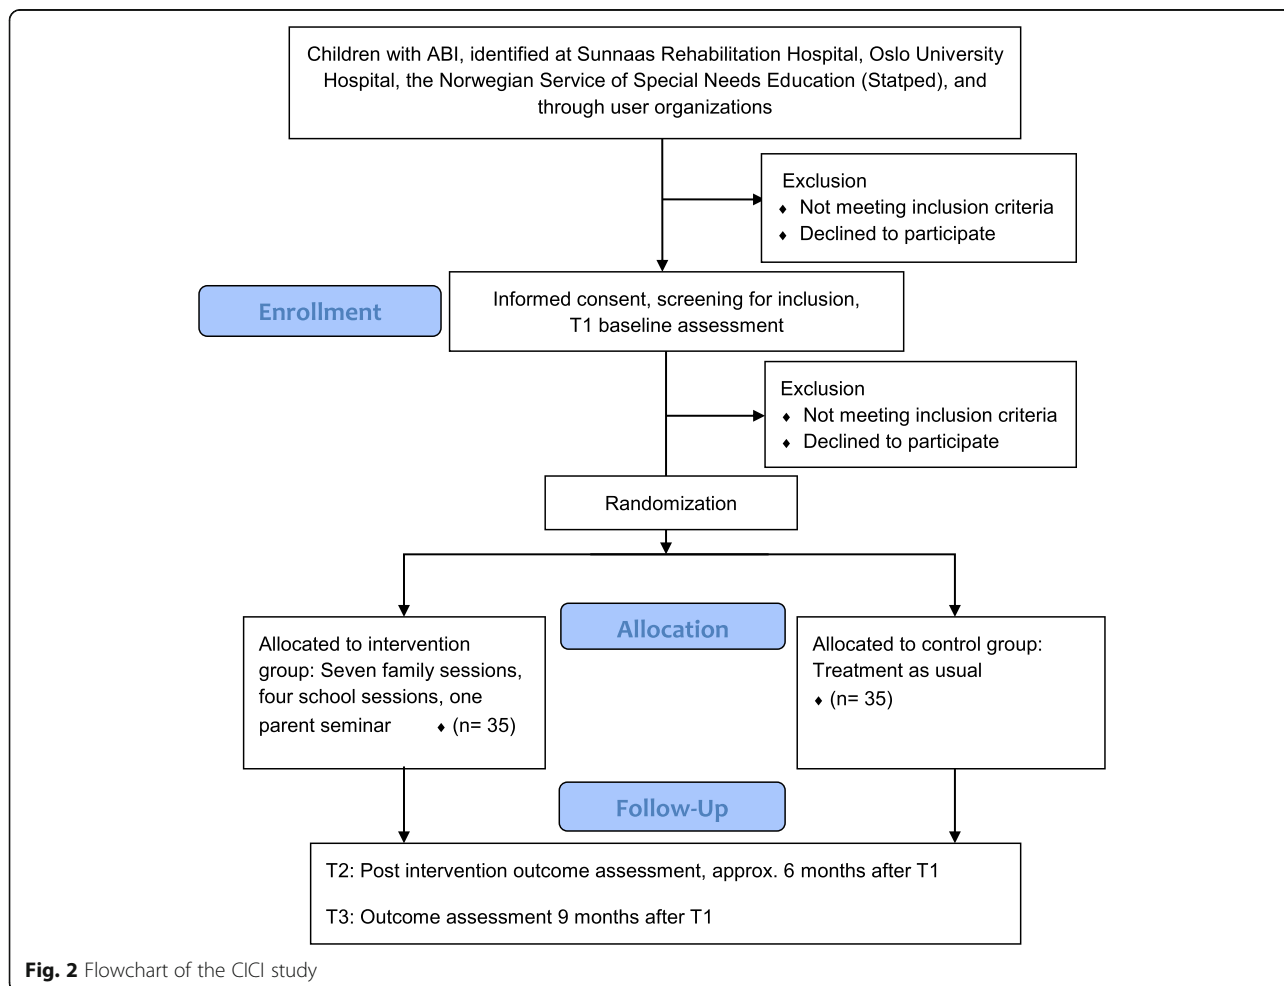 Children with ABI, identified at Sunnaas Rehabilitation Hospital, Oslo University
Hospital, the Norwegian Service of Special Needs Education (Statped), and
through user organizations
Exclusion
♦ Not meeting inclusion criteria
♦ Declined to participate
Enrollment
Informed consent, screening for inclusion,
T1 baseline assessment
Exclusion
♦ Not meeting inclusion criteria
♦ Declined to participate
Randomization
Allocation
Allocated to intervention
group: Seven family sessions,
four school sessions, one
parent seminar ♦ (n= 35)
Allocated to control group:
Treatment as usual
♦ (n= 35)
Follow-Up
T2: Post intervention outcome assessment, approx. 6 months after T1
T3: Outcome assessment 9 months after T1
Fig. 2 Flowchart of the CICI study